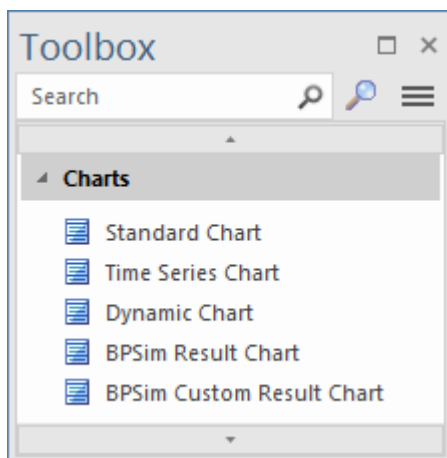 Toolbox
Search
Charts
Standard Chart
Time Series Chart
Dynamic Chart
BPSim Result Chart
BPSim Custom Result Chart